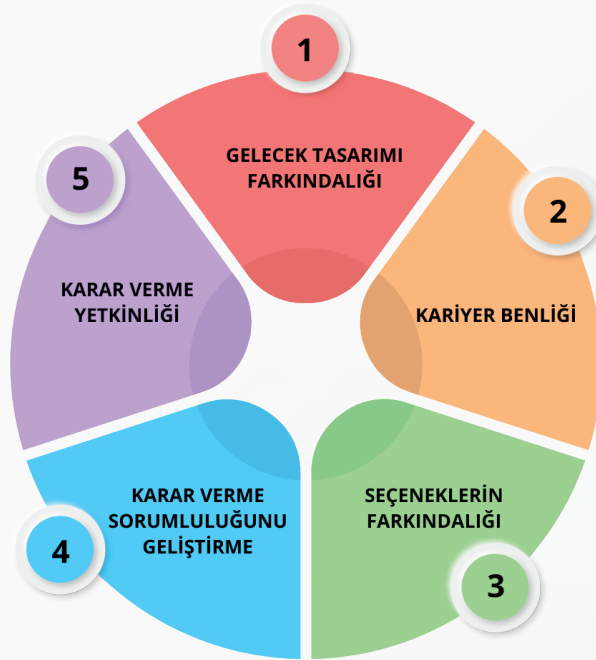 1
GELECEK TASARIMI
FARKINDALIĞI
2
KARİYER BENLİĞİ
3
SEÇENEKLERİN
FARKINDALIĞI
4
KARAR VERME
SORUMLULUĞUNU
GELİŞTİRME
5
KARAR VERME
YETKİNLİĞİ